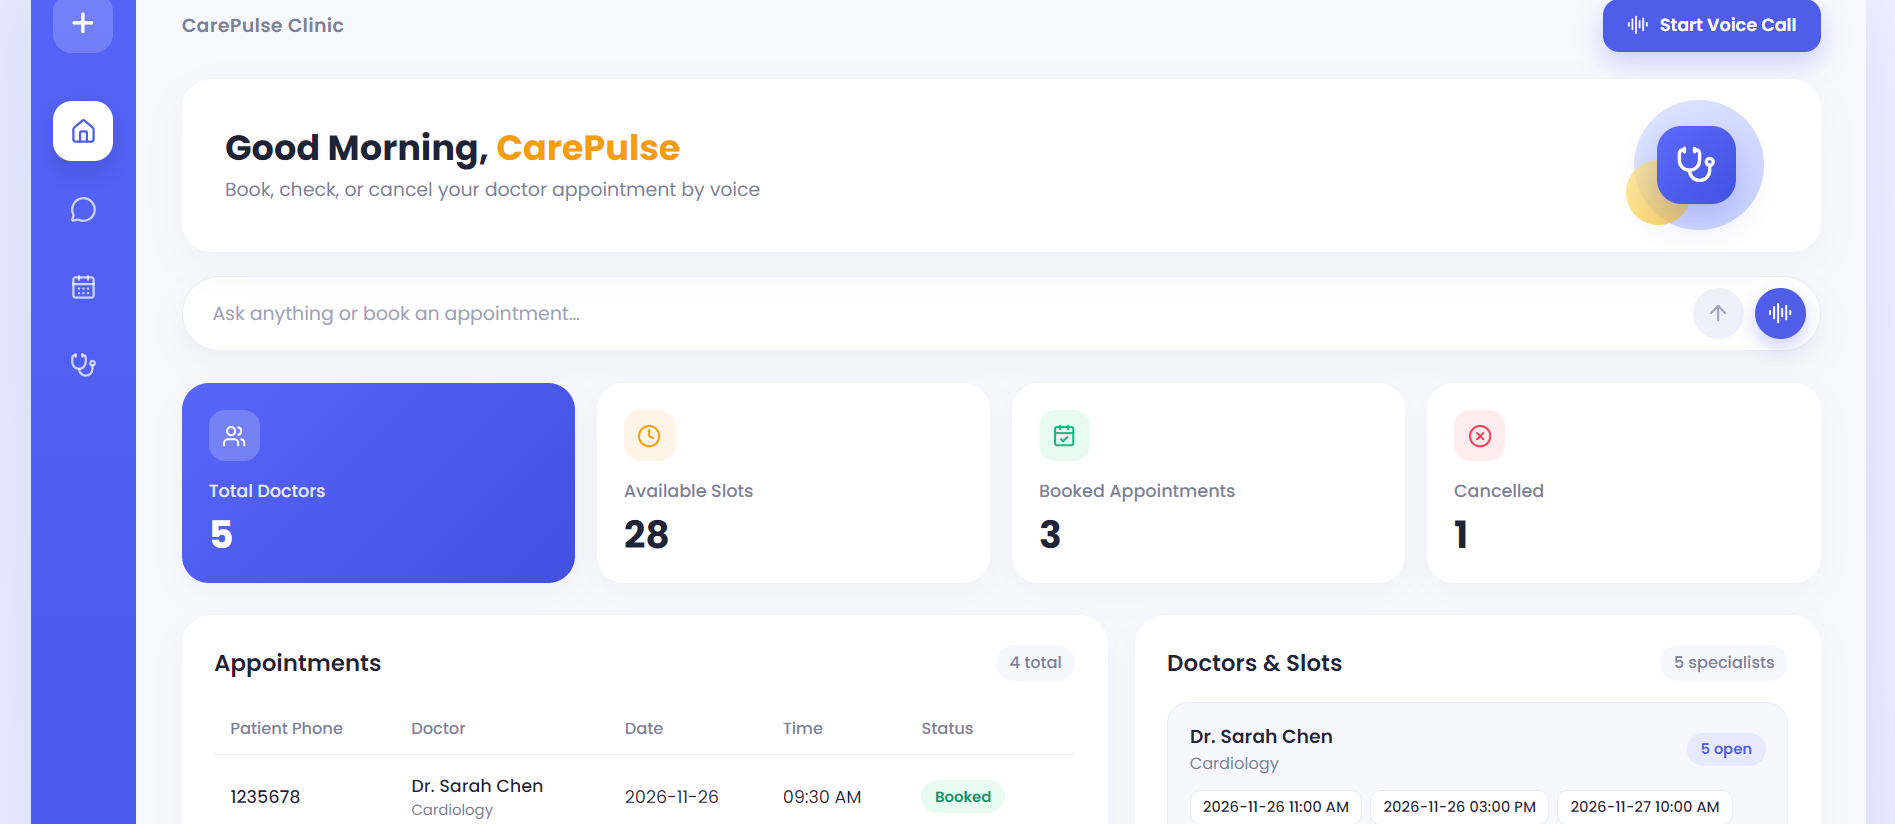 CarePulse Clinic
Start Voice Call
Good Morning, CarePulse
Book, check, or cancel your doctor appointment by voice
Ask anything or book an appointment...
Total Doctors
5
Available Slots
28
Booked Appointments
3
Cancelled
1
Appointments
4 total
Patient Phone Doctor Date Time Status
1235678 Dr. Sarah Chen 2026-11-26 09:30 AM Booked
Cardiology
Doctors & Slots
5 specialists
Dr. Sarah Chen
Cardiology
5 open
2026-11-26 11:00 AM 2026-11-26 03:00 PM 2026-11-27 10:00 AM